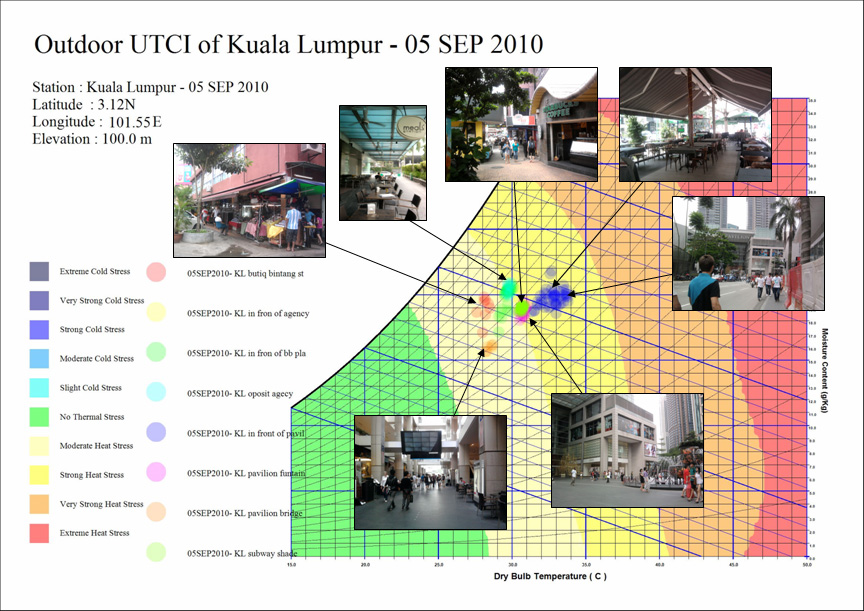 Outdoor UTCI of Kuala Lumpur - 05 SEP 2010
Station : Kuala Lumpur - 05 SEP 2010
Latitude : 3.12N
Longitude : 101.55E
Elevation : 100.0 m
Extreme Cold Stress
Very Strong Cold Stress
Strong Cold Stress
Moderate Cold Stress
Slight Cold Stress
No Thermal Stress
Moderate Heat Stress
Strong Heat Stress
Very Strong Heat Stress
Extreme Heat Stress
05SEP2010- KL butiq bintang st
05SEP2010- KL in fron of agency
05SEP2010- KL in fron of bb pla
05SEP2010- KL oposit agecy
05SEP2010- KL in front of pavil
05SEP2010- KL pavilion funtain
05SEP2010- KL pavilion bridge
05SEP2010- KL subway shade
COFFEE
15.0 20.0 25.0 30.0 35.0 40.0 45.0 50.0
Dry Bulb Temperature ( C )
Moisture Content (g/Kg)